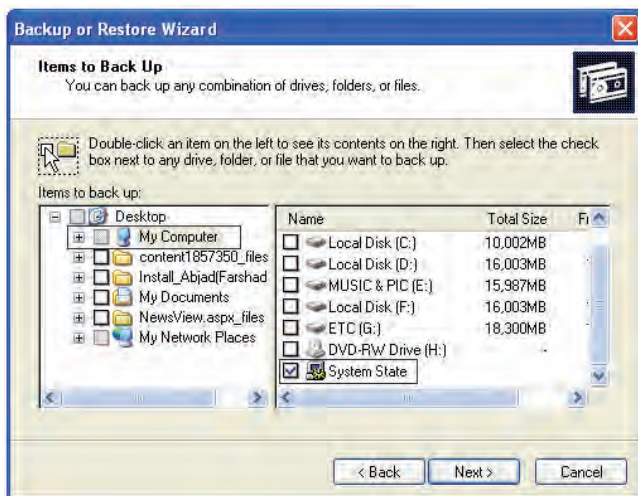 Backup or Restore Wizard
Items to Back Up
You can back up any combination of drives, folders, or files.
Double-click an item on the left to see its contents on the right. Then select the check
box next to any drive, folder, or file that you want to back up.
Items to back up:
Desktop
My Computer
content1857350_files
Install_Abjad(Farshad
My Documents
NewsView.aspx_files
My Network Places
Name Total Size
Local Disk (C:) 10,002MB
Local Disk (D:) 16,003MB
MUSIC & PIC (E:) 15,987MB
Local Disk (F:) 16,003MB
ETC (G:) 18,300MB
DVD-RW Drive (H:) -
System State
< Back Next > Cancel